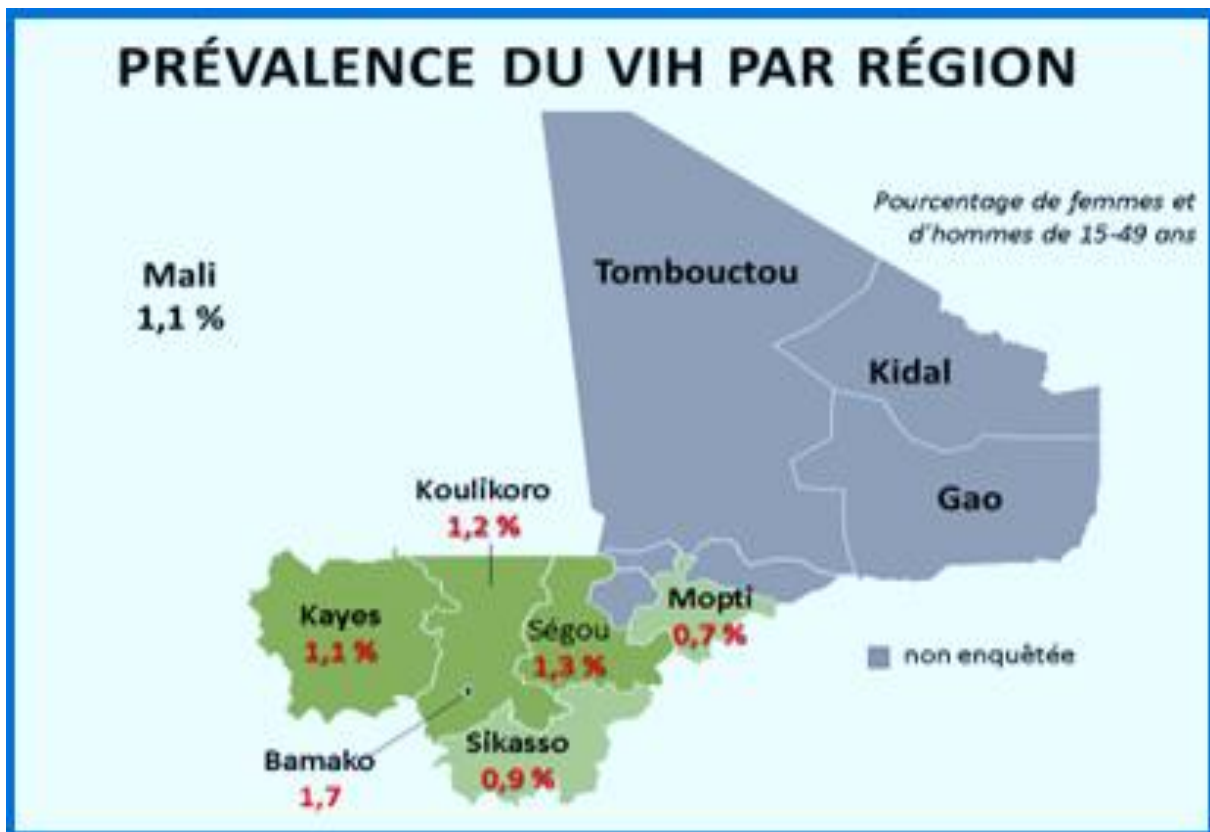 PRÉVALENCE DU VIH PAR RÉGION
Pourcentage de femmes et
d'hommes de 15-49 ans
Mali
1,1 %
Tombouctou
Kidal
Gao
Koulikoro
1,2 %
Kayes
1,1 %
Ségou
1,3 %
Mopti
0,7 %
non enquêtée
Bamako
1,7
Sikasso
0,9 %